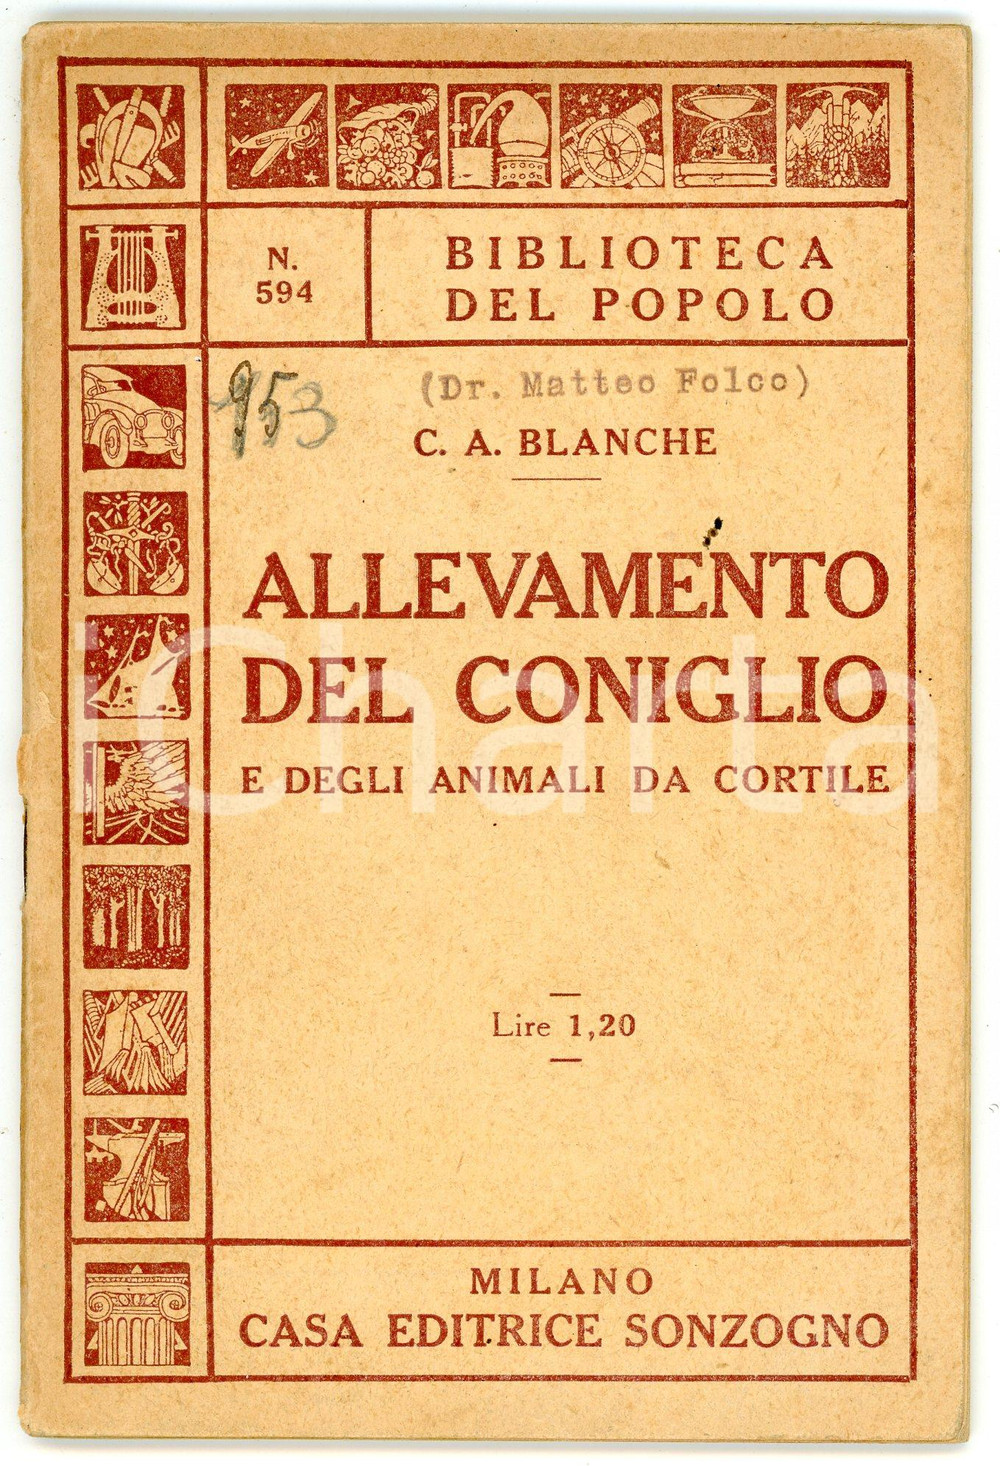 N.
594
BIBLIOTECA
DEL POPOLO
953
(Dr. Matteo Folco)
C. A. BLANCHE
ALLEVAMENTO
DEL CONIGLIO
E DEGLI ANIMALI DA CORTILE
iCharta
Lire 1,20
MILANO
CASA EDITRICE SONZOGNO